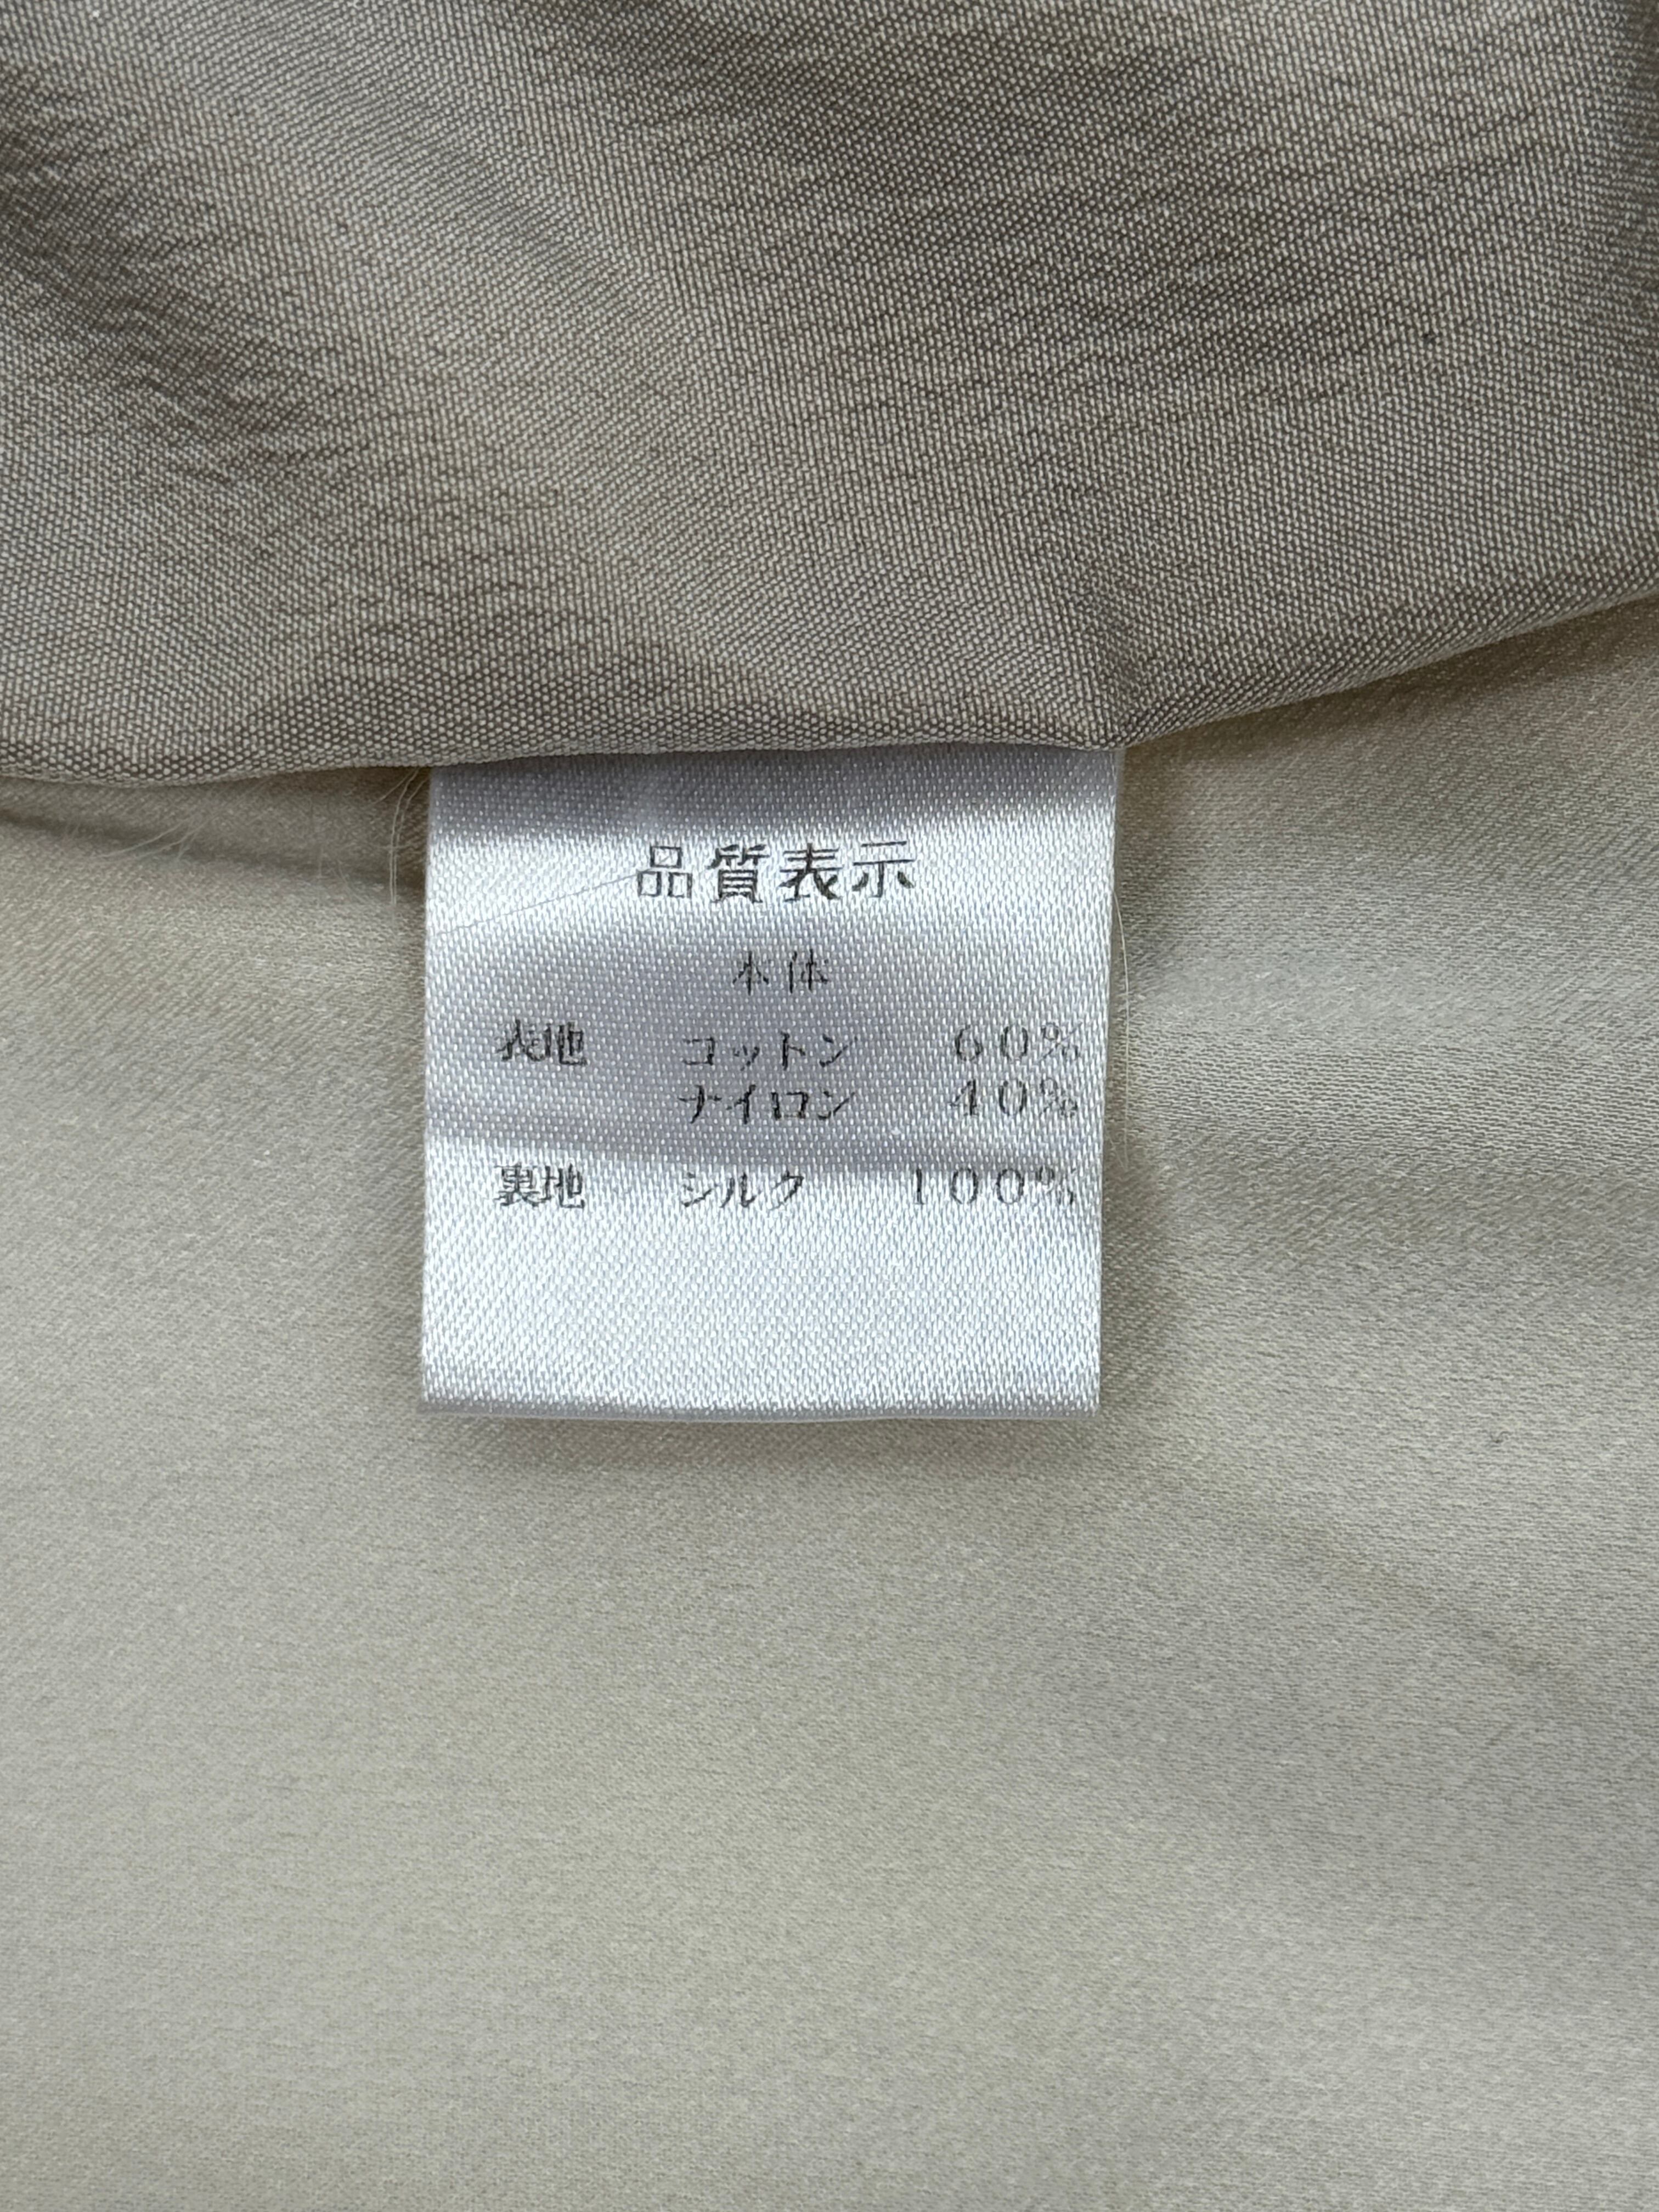 品質表示
本体
表地 コットン 60%
ナイロン 40%
裏地 シルク 100%